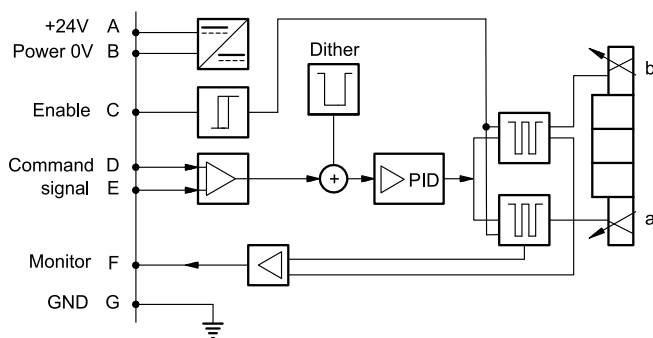 +24V A
Power 0V B
Dither
b
Enable C
Command D
signal E
PID
a
Monitor F
GND G